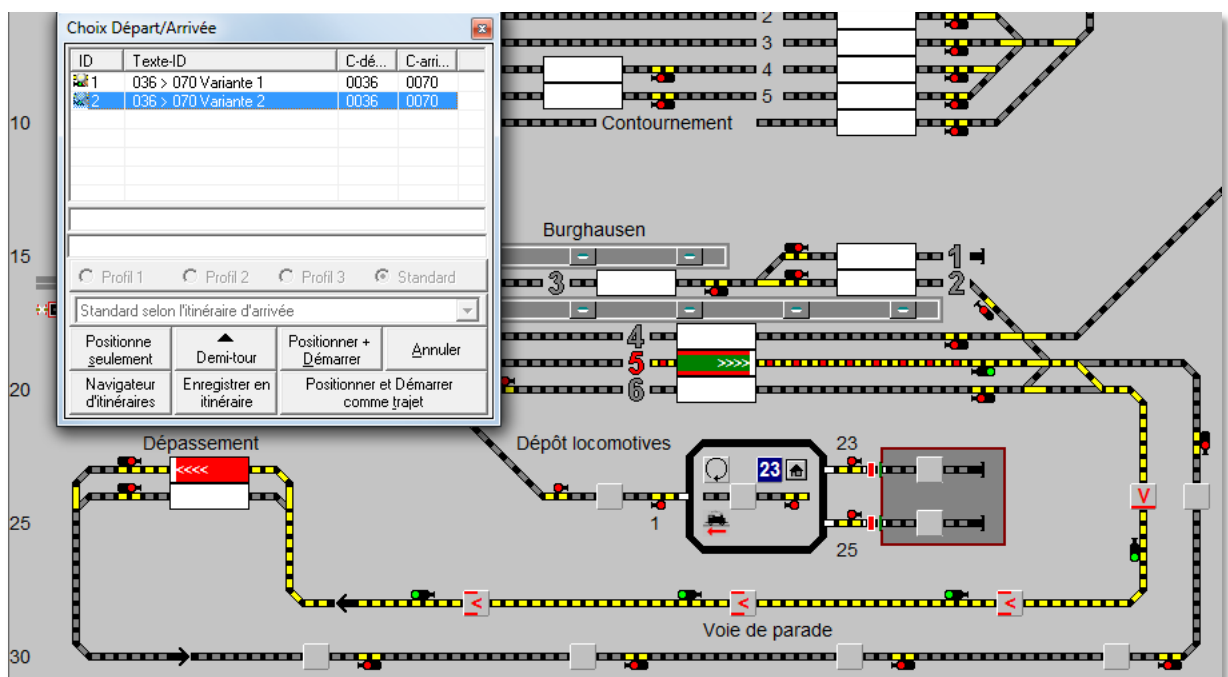 Choix Départ/Arrivée
ID Texte-ID C-dé... C-arri...
1 036 > 070 Variante 1 0036 0070
2 036 > 070 Variante 2 0036 0070
Profil 1 Profil 2 Profil 3 Standard
Standard selon l'itinéraire d'arrivée
Positionne seulement
Demi-tour
Positionner + Démarrer
Annuler
Navigateur d'itinéraires
Enregistrer en itinéraire
Positionner et Démarrer comme trajet
2
3
4
5
10
Contournement
Burghausen
15
1
3
2
4
5 >>>>
20
6
Dépassement
Dépôt locomotives
23
<<<<
23
V
25
1
25
< < <
Voie de parade
30